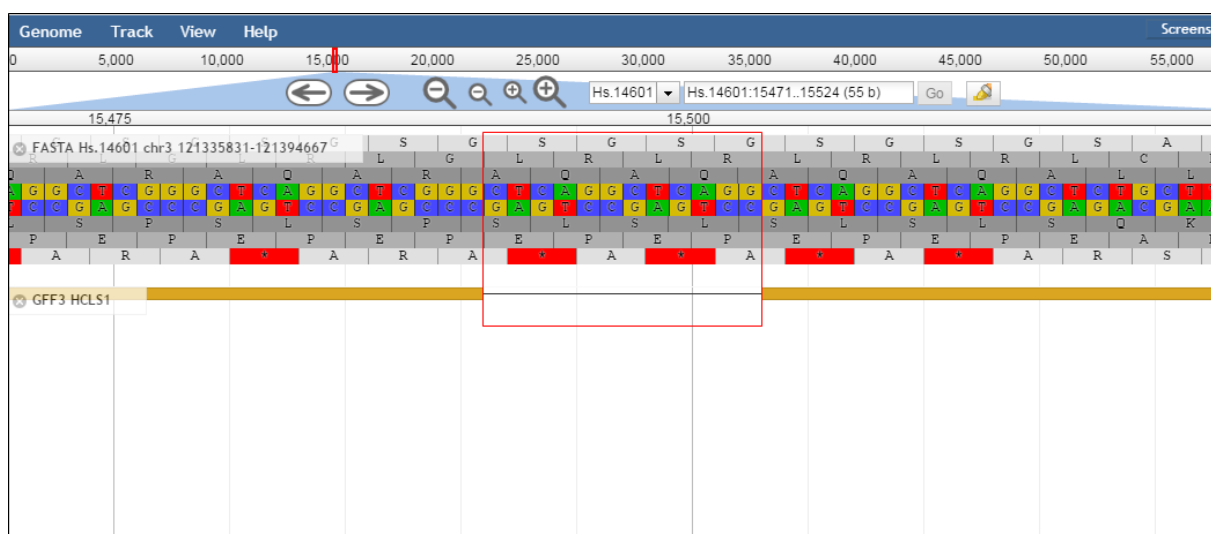 Genome Track View Help Screens
0 5,000 10,000 15,000 20,000 25,000 30,000 35,000 40,000 45,000 50,000 55,000
Hs.14601 Hs.14601:15471..15524 (55 b) Go
15,475 15,500
FASTA Hs.14601 chr3 121335831-121394667
G S G S G S G S G S G S A
L G L R L R L R L R L C
Q A R A Q A R A Q A Q A Q A Q A L L
A G G C T C G G G C T C A G G C T C G G G C T C A G G C T C A G G C T C A G G C T C A G G C T C T G C T T
T C C G A G C C C G A G T C C G A G C C C G A G T C C G A G T C C G A G T C C G A G T C C G A G A C G A A
L S P S L S P S L S L S L S L S Q K
P E P E P E P E P E P E P E P E A
A R A * A R A * A * A * A * A R S
GFF3 HCLS1